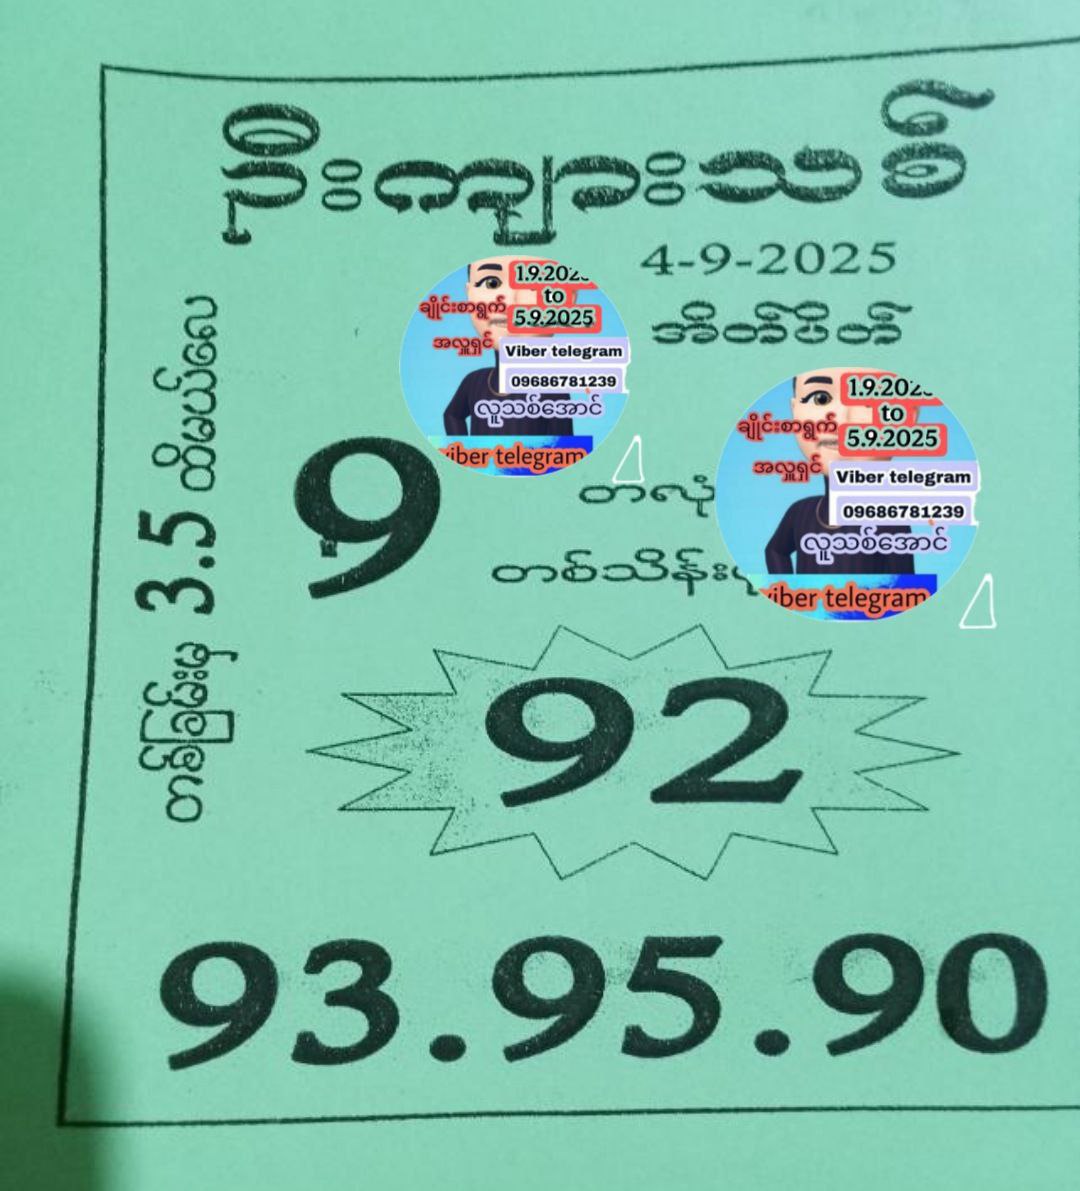 ဦးကျားသစ်
4-9-2025
အိတ်ပိတ်
တစ်ခြမ်းမှ 3.5 ထိမယ်လေ
1.9.202
to
5.9.2025
ချိုင်းစာရွက်
အလှူရှင်
Viber telegram
09686781239
လူသစ်အောင်
viber telegram
9
တလုံး
တစ်သိန်း
1.9.202
to
5.9.2025
ချိုင်းစာရွက်
အလှူရှင်
Viber telegram
09686781239
လူသစ်အောင်
viber telegram
92
93.95.90